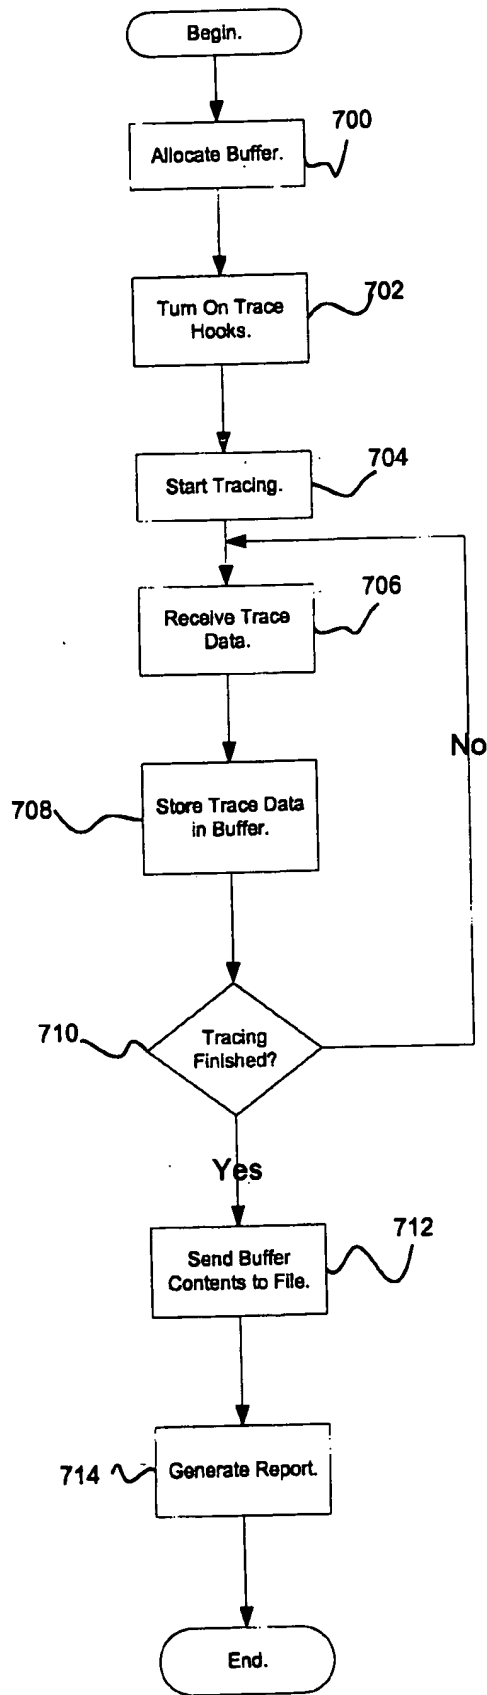 Begin.
Allocate Buffer.
700
Turn On Trace
Hooks.
702
Start Tracing.
704
Receive Trace
Data.
706
No
708
Store Trace Data
in Buffer.
710
Tracing
Finished?
Yes
Send Buffer
Contents to File.
712
714
Generate Report.
End.